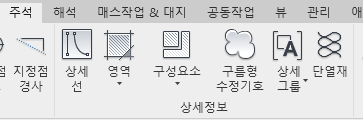 주석 해석 매스작업 & 대지 공동작업 뷰 관리
지정점 상세 영역 구성요소 구름형 상세 단열재
경사 선 수정기호 그룹
상세정보